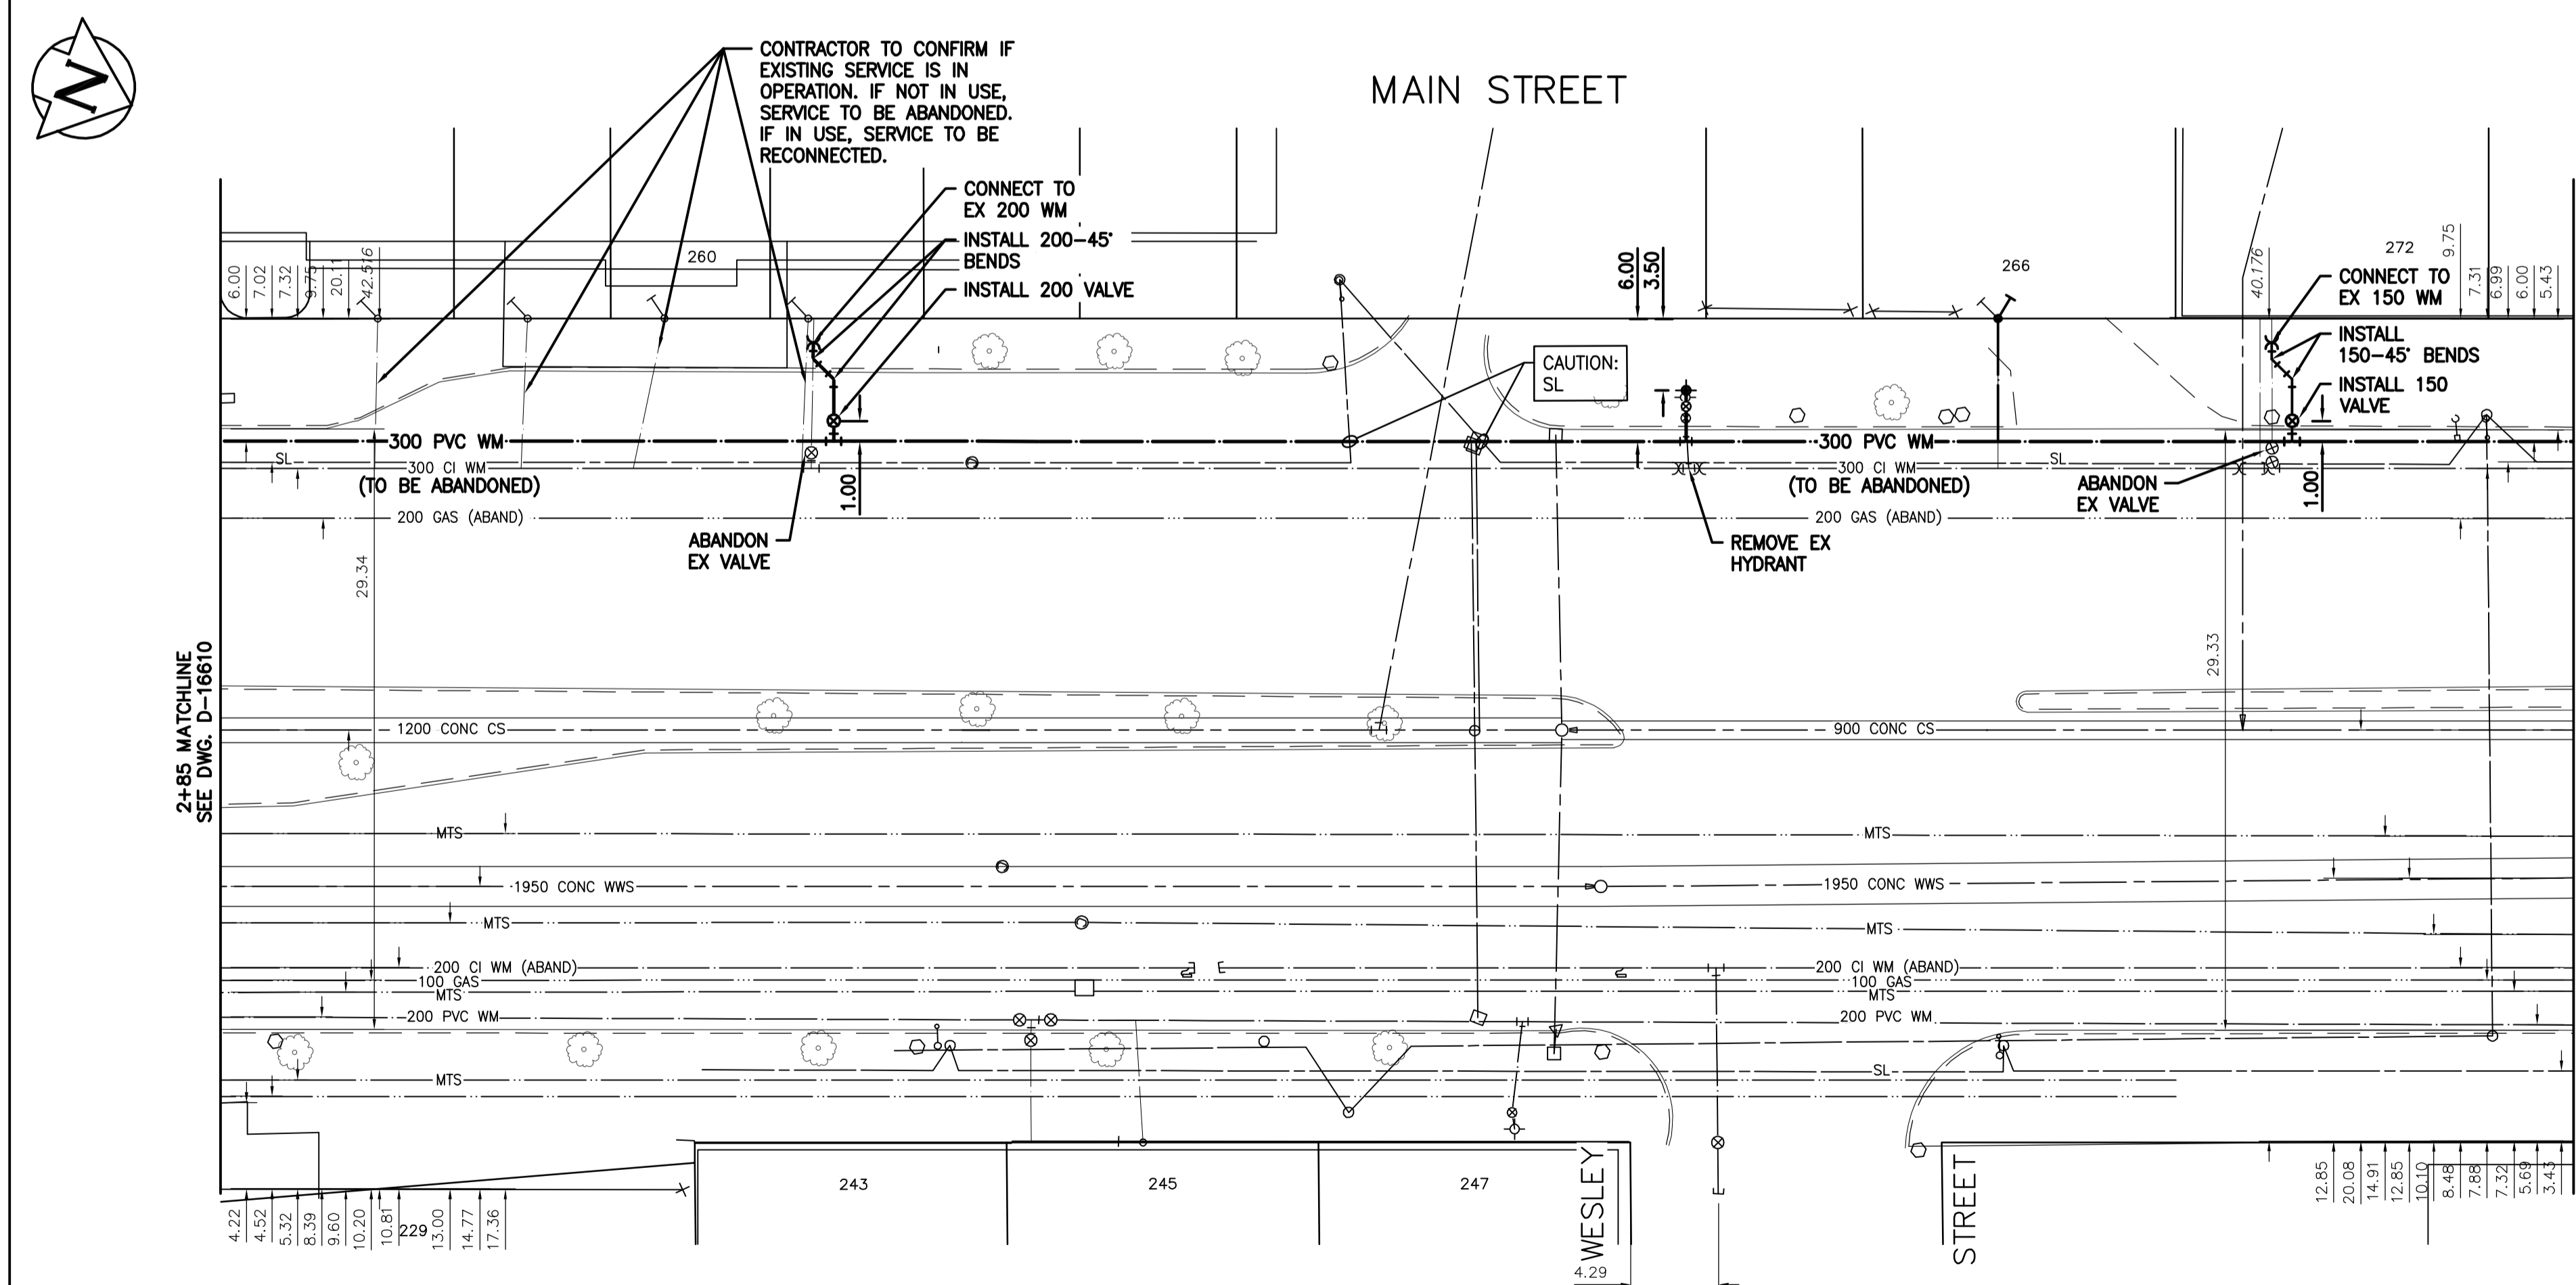 N
CONTRACTOR TO CONFIRM IF
EXISTING SERVICE IS IN
OPERATION. IF NOT IN USE,
SERVICE TO BE ABANDONED.
IF IN USE, SERVICE TO BE
RECONNECTED.
MAIN STREET
CONNECT TO
EX 200 WM
INSTALL 200-45°
BENDS
INSTALL 200 VALVE
260
6.00
7.02
7.32
9.75
20.11
42.516
6.00
3.50
266
40.176
272
9.75
7.31
6.99
6.00
5.43
CONNECT TO
EX 150 WM
INSTALL
150-45° BENDS
INSTALL 150
VALVE
CAUTION:
SL
300 PVC WM
300 PVC WM
SL
300 CI WM
(TO BE ABANDONED)
SL
300 CI WM
(TO BE ABANDONED)
1.00
1.00
200 GAS (ABAND)
200 GAS (ABAND)
ABANDON
EX VALVE
ABANDON
EX VALVE
REMOVE EX
HYDRANT
29.34
29.33
2+85 MATCHLINE
SEE DWG. D-16610
1200 CONC CS
900 CONC CS
MTS
MTS
1950 CONC WWS
1950 CONC WWS
MTS
MTS
200 CI WM (ABAND)
200 CI WM (ABAND)
100 GAS
100 GAS
MTS
MTS
200 PVC WM
200 PVC WM
MTS
SL
243
245
247
WESLEY
STREET
4.22
4.52
5.32
8.39
9.60
10.20
10.81
229
13.00
14.77
17.36
4.29
12.85
20.08
14.91
12.85
10.10
8.48
7.88
7.32
5.69
3.43